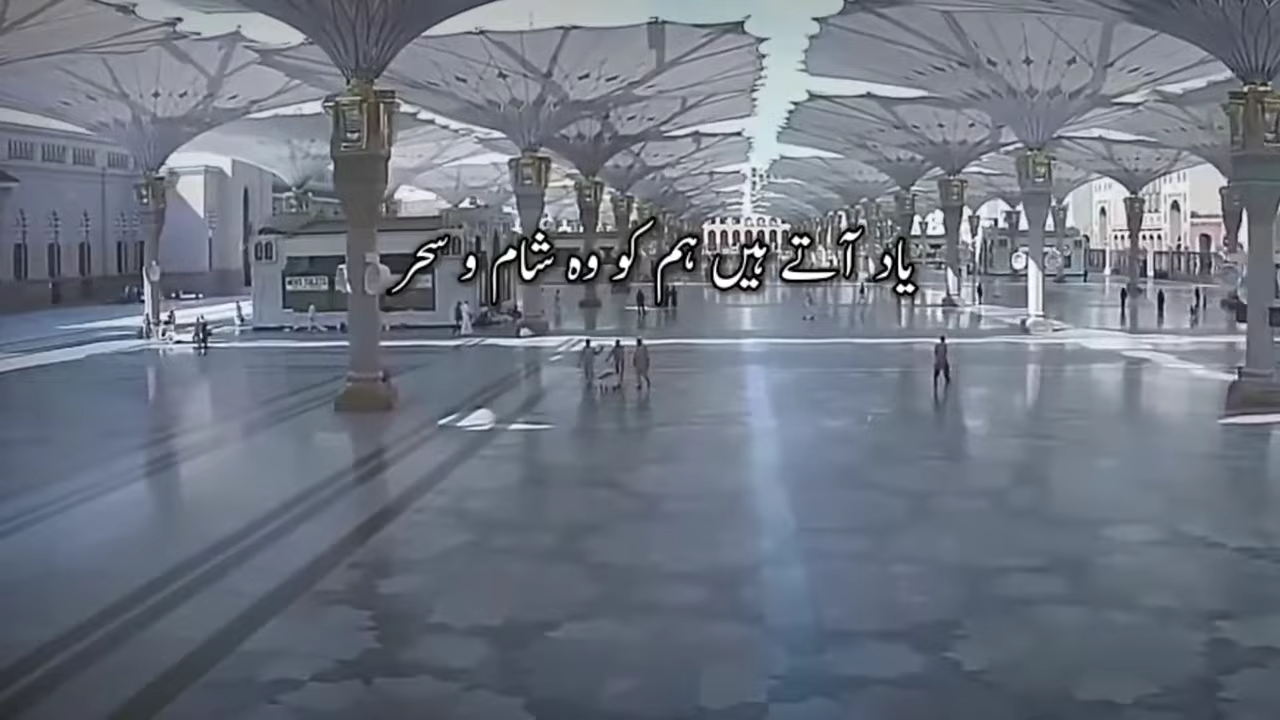 یاد آتے ہیں ہم کو وہ شام و سحر